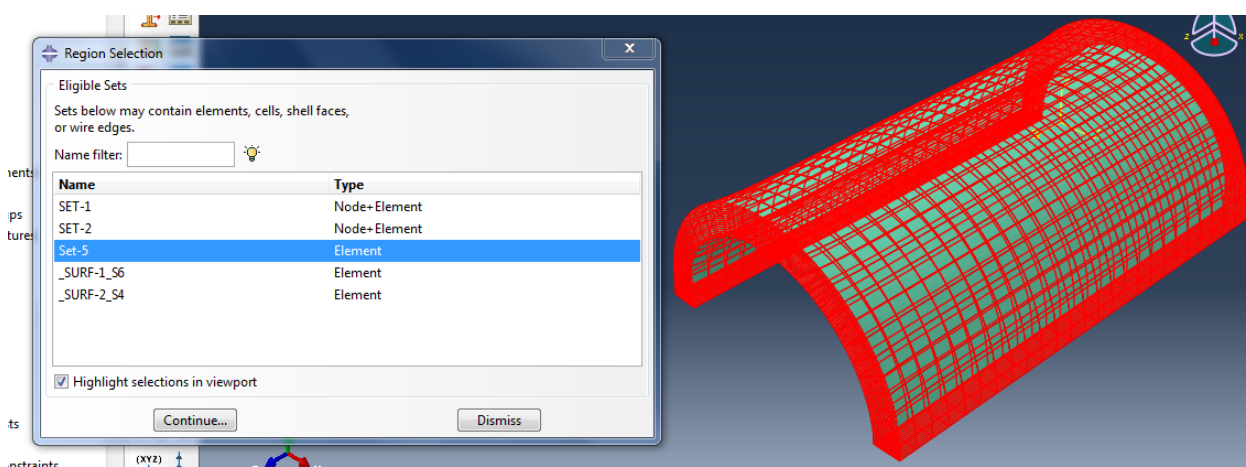 Region Selection
X
Eligible Sets
Sets below may contain elements, cells, shell faces,
or wire edges.
Name filter:
Name Type
SET-1 Node+Element
SET-2 Node+Element
Set-5 Element
_SURF-1_S6 Element
_SURF-2_S4 Element
Highlight selections in viewport
Continue... Dismiss
(XYZ)
z
x